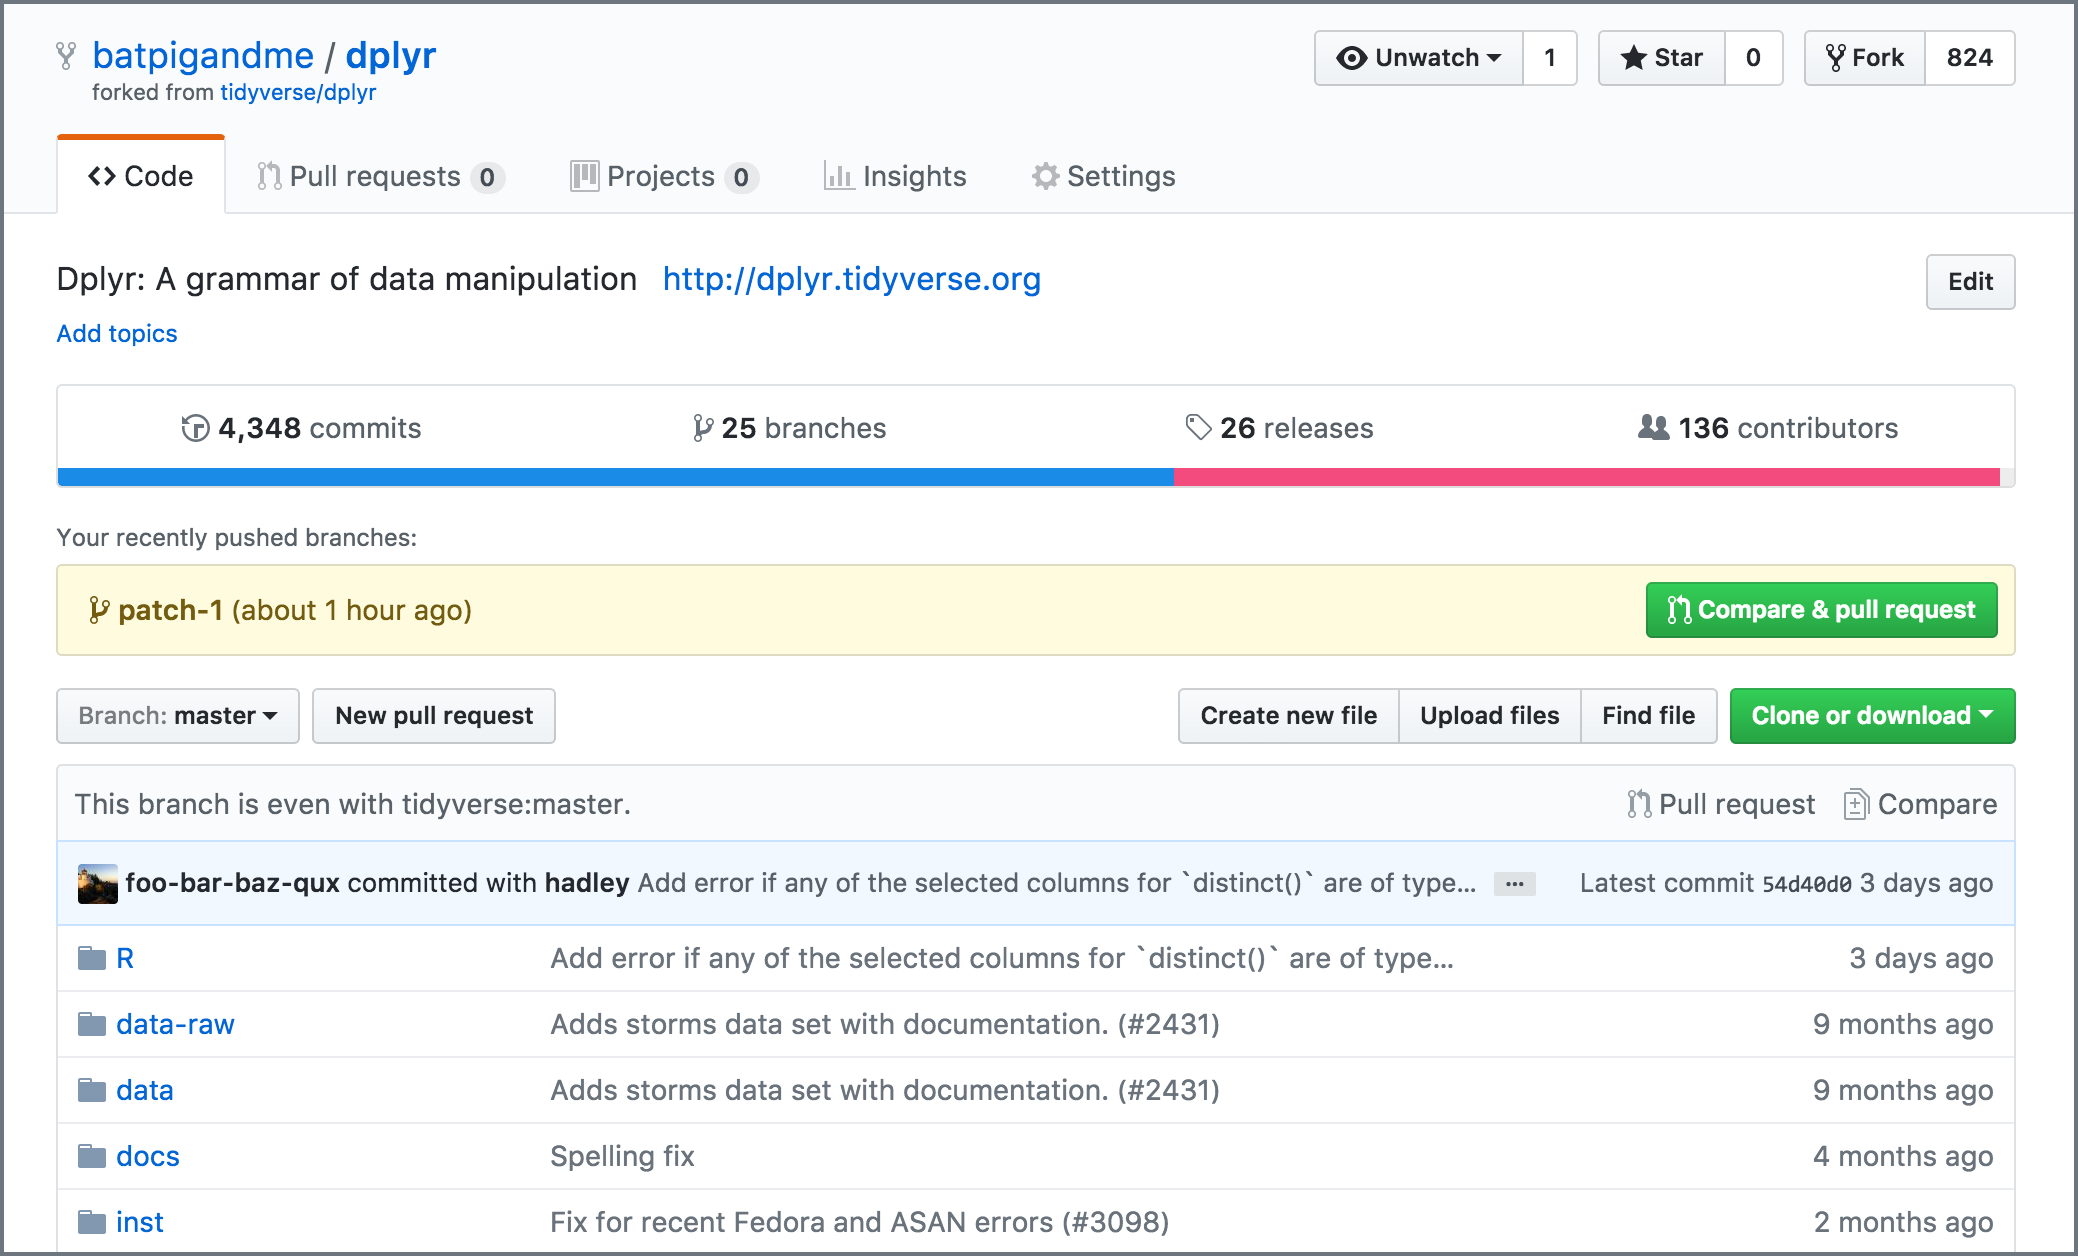 batpigandme / dplyr
forked from tidyverse/dplyr
Unwatch 1 Star 0 Fork 824
Code Pull requests 0 Projects 0 Insights Settings
Dplyr: A grammar of data manipulation http://dplyr.tidyverse.org
Edit
Add topics
4,348 commits 25 branches 26 releases 136 contributors
Your recently pushed branches:
patch-1 (about 1 hour ago) Compare & pull request
Branch: master New pull request Create new file Upload files Find file Clone or download
This branch is even with tidyverse:master. Pull request Compare
foo-bar-baz-qux committed with hadley Add error if any of the selected columns for `distinct()` are of type... ... Latest commit 54d40d0 3 days ago
R Add error if any of the selected columns for `distinct()` are of type... 3 days ago
data-raw Adds storms data set with documentation. (#2431) 9 months ago
data Adds storms data set with documentation. (#2431) 9 months ago
docs Spelling fix 4 months ago
inst Fix for recent Fedora and ASAN errors (#3098) 2 months ago